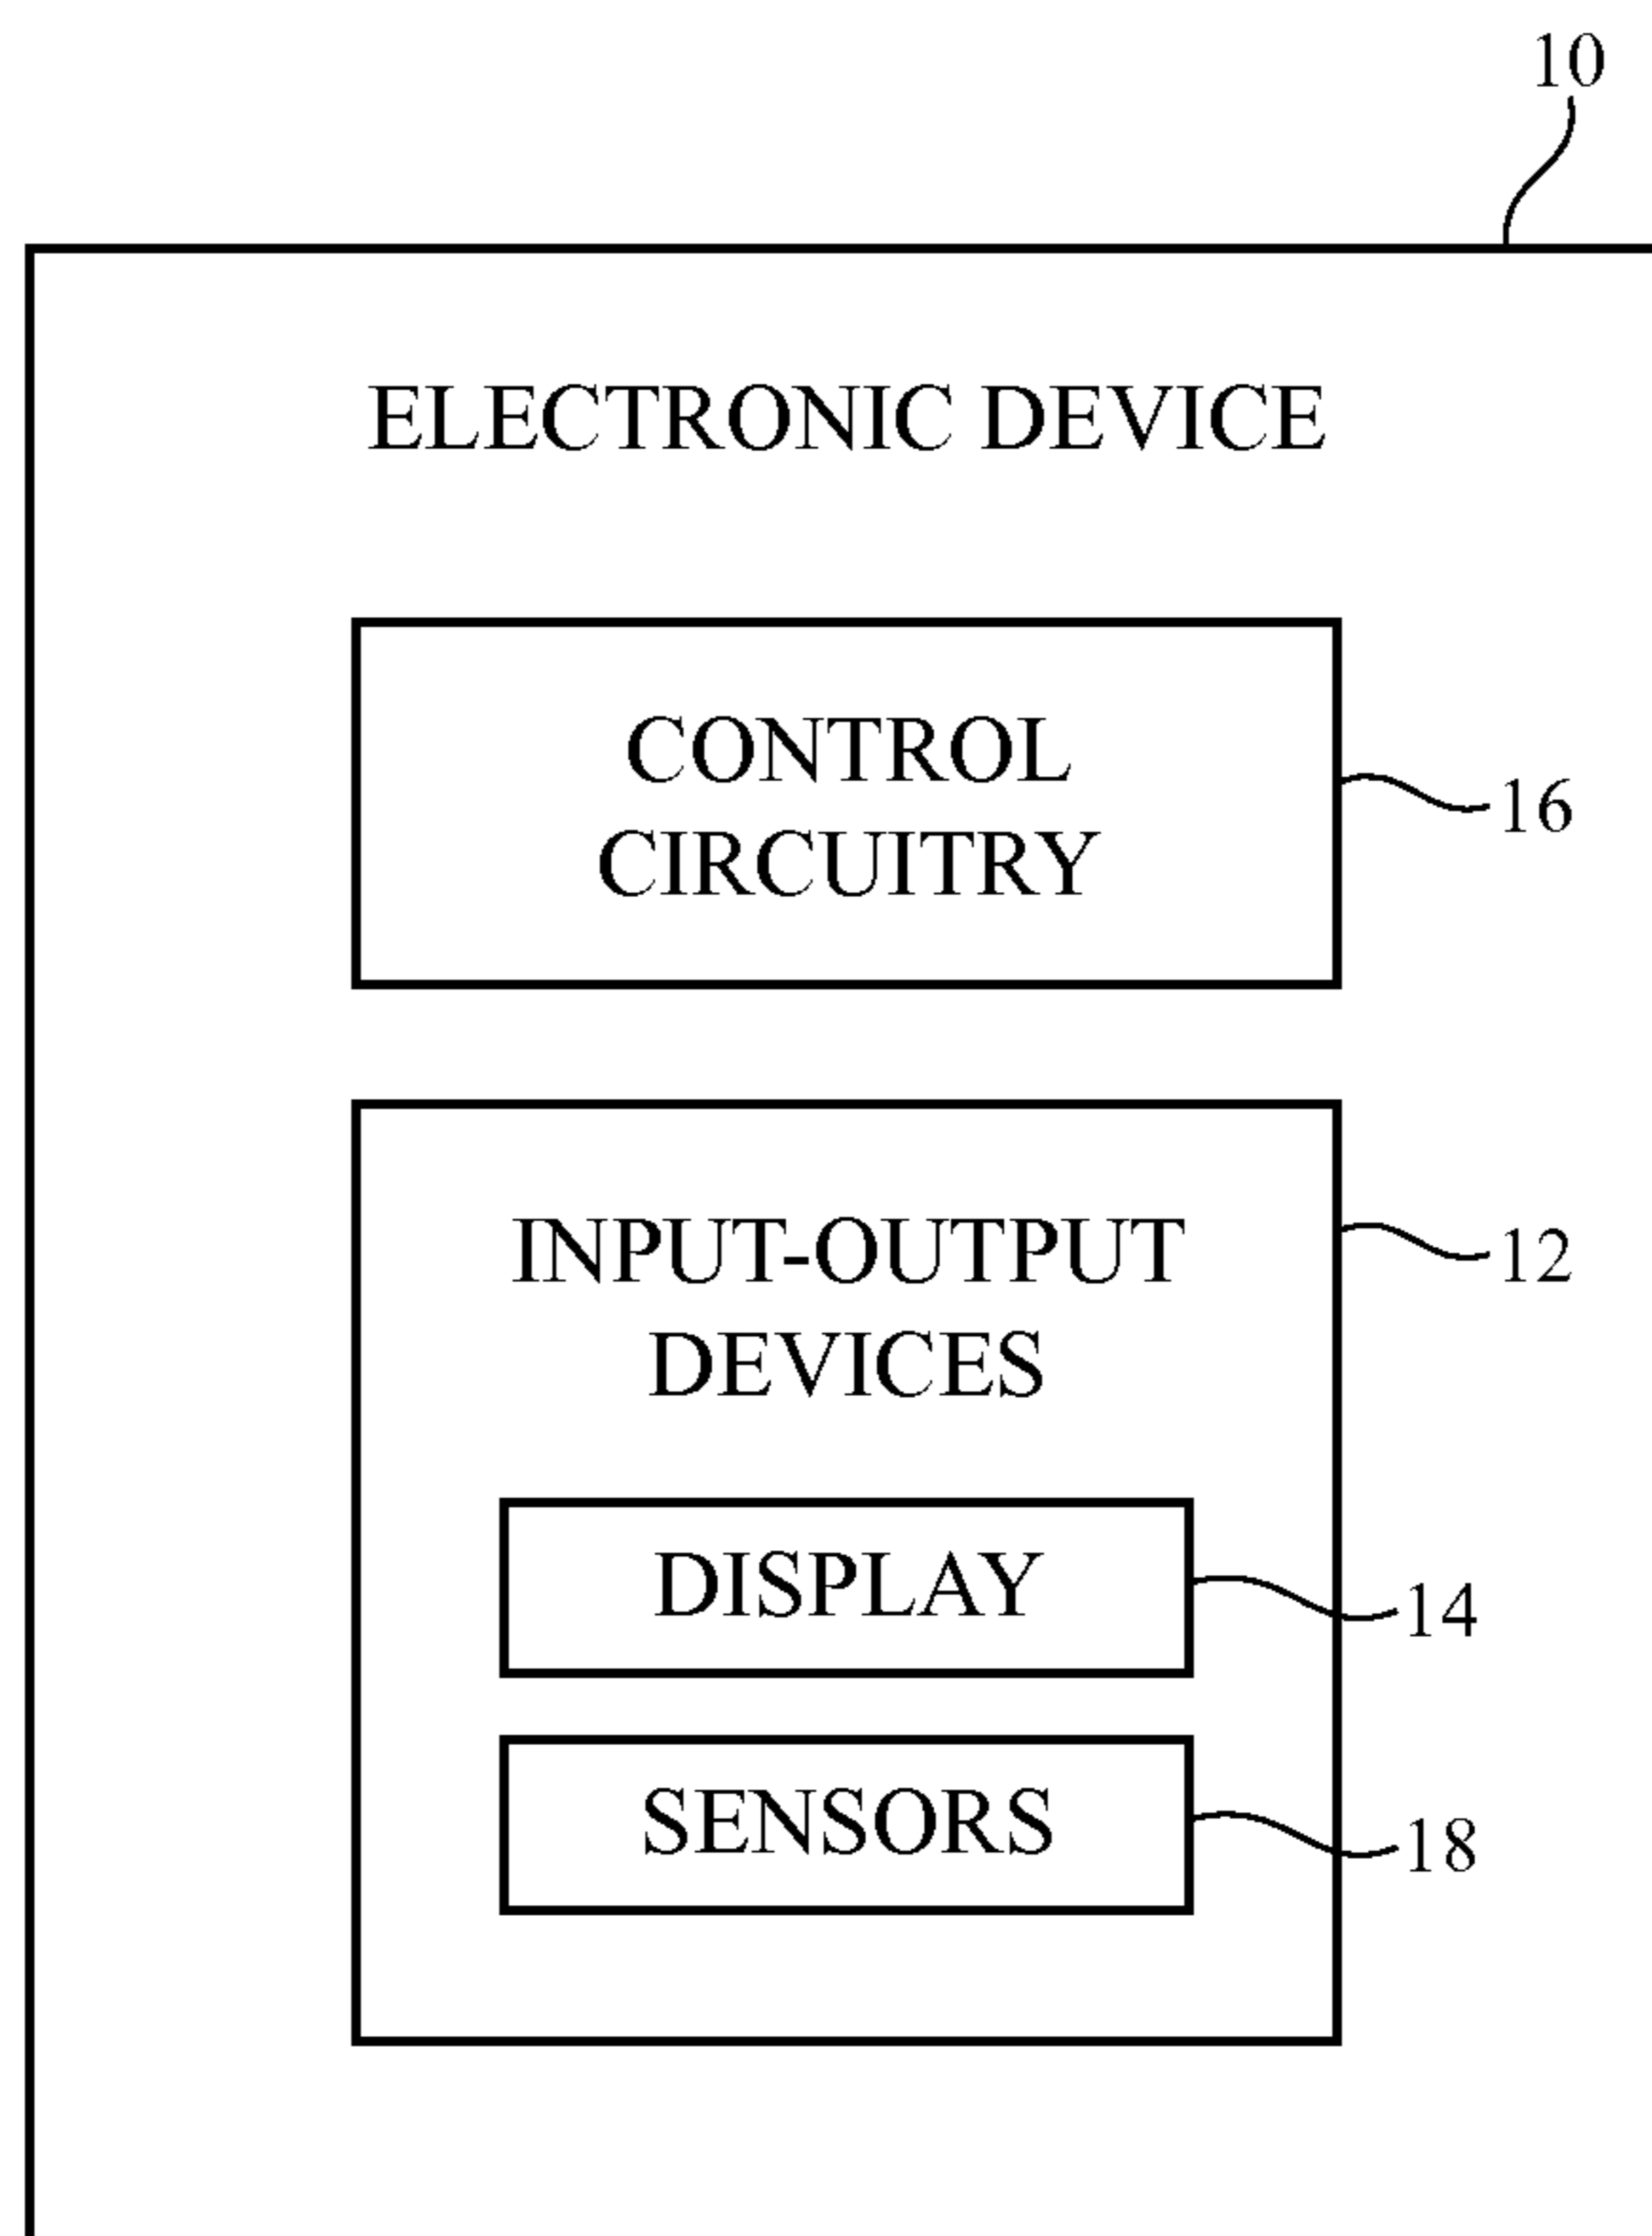 10
ELECTRONIC DEVICE
CONTROL
CIRCUITRY
16
INPUT-OUTPUT
DEVICES
12
DISPLAY
14
SENSORS
18